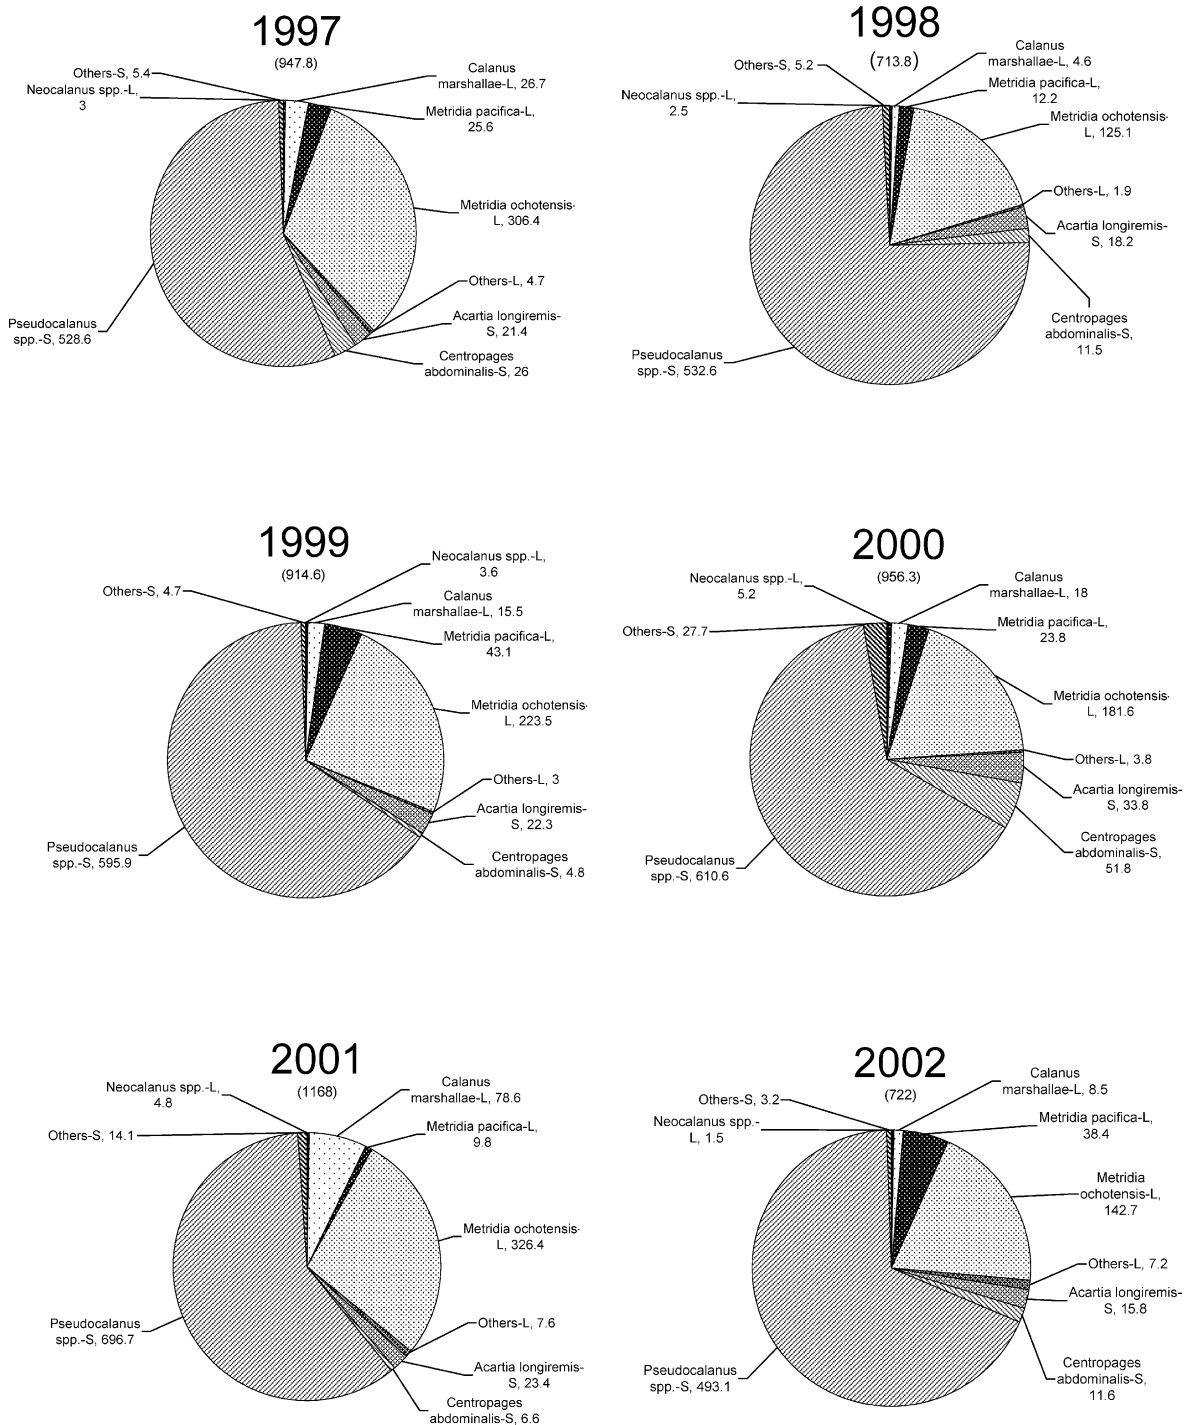 1997
(947.8)
Others-S, 5.4
Neocalanus spp.-L,
3
Calanus
marshallae-L, 26.7
Metridia pacifica-L,
25.6
Metridia ochotensis-
L, 306.4
Others-L, 4.7
Acartia longiremis-
S, 21.4
Centropages
abdominalis-S, 26
Pseudocalanus
spp.-S, 528.6
1998
(713.8)
Others-S, 5.2
Neocalanus spp.-L,
2.5
Calanus
marshallae-L, 4.6
Metridia pacifica-L,
12.2
Metridia ochotensis-
L, 125.1
Others-L, 1.9
Acartia longiremis-
S, 18.2
Centropages
abdominalis-S,
11.5
Pseudocalanus
spp.-S, 532.6
1999
(914.6)
Others-S, 4.7
Neocalanus spp.-L,
3.6
Calanus
marshallae-L, 15.5
Metridia pacifica-L,
43.1
Metridia ochotensis-
L, 223.5
Others-L, 3
Acartia longiremis-
S, 22.3
Centropages
abdominalis-S, 4.8
Pseudocalanus
spp.-S, 595.9
2000
(956.3)
Neocalanus spp.-L,
5.2
Others-S, 27.7
Calanus
marshallae-L, 18
Metridia pacifica-L,
23.8
Metridia ochotensis-
L, 181.6
Others-L, 3.8
Acartia longiremis-
S, 33.8
Centropages
abdominalis-S,
51.8
Pseudocalanus
spp.-S, 610.6
2001
(1168)
Neocalanus spp.-L,
4.8
Others-S, 14.1
Calanus
marshallae-L, 78.6
Metridia pacifica-L,
9.8
Metridia ochotensis-
L, 326.4
Others-L, 7.6
Acartia longiremis-
S, 23.4
Centropages
abdominalis-S, 6.6
Pseudocalanus
spp.-S, 696.7
2002
(722)
Others-S, 3.2
Neocalanus spp.-
L, 1.5
Calanus
marshallae-L, 8.5
Metridia pacifica-L,
38.4
Metridia
ochotensis-L,
142.7
Others-L, 7.2
Acartia longiremis-
S, 15.8
Centropages
abdominalis-S,
11.6
Pseudocalanus
spp.-S, 493.1